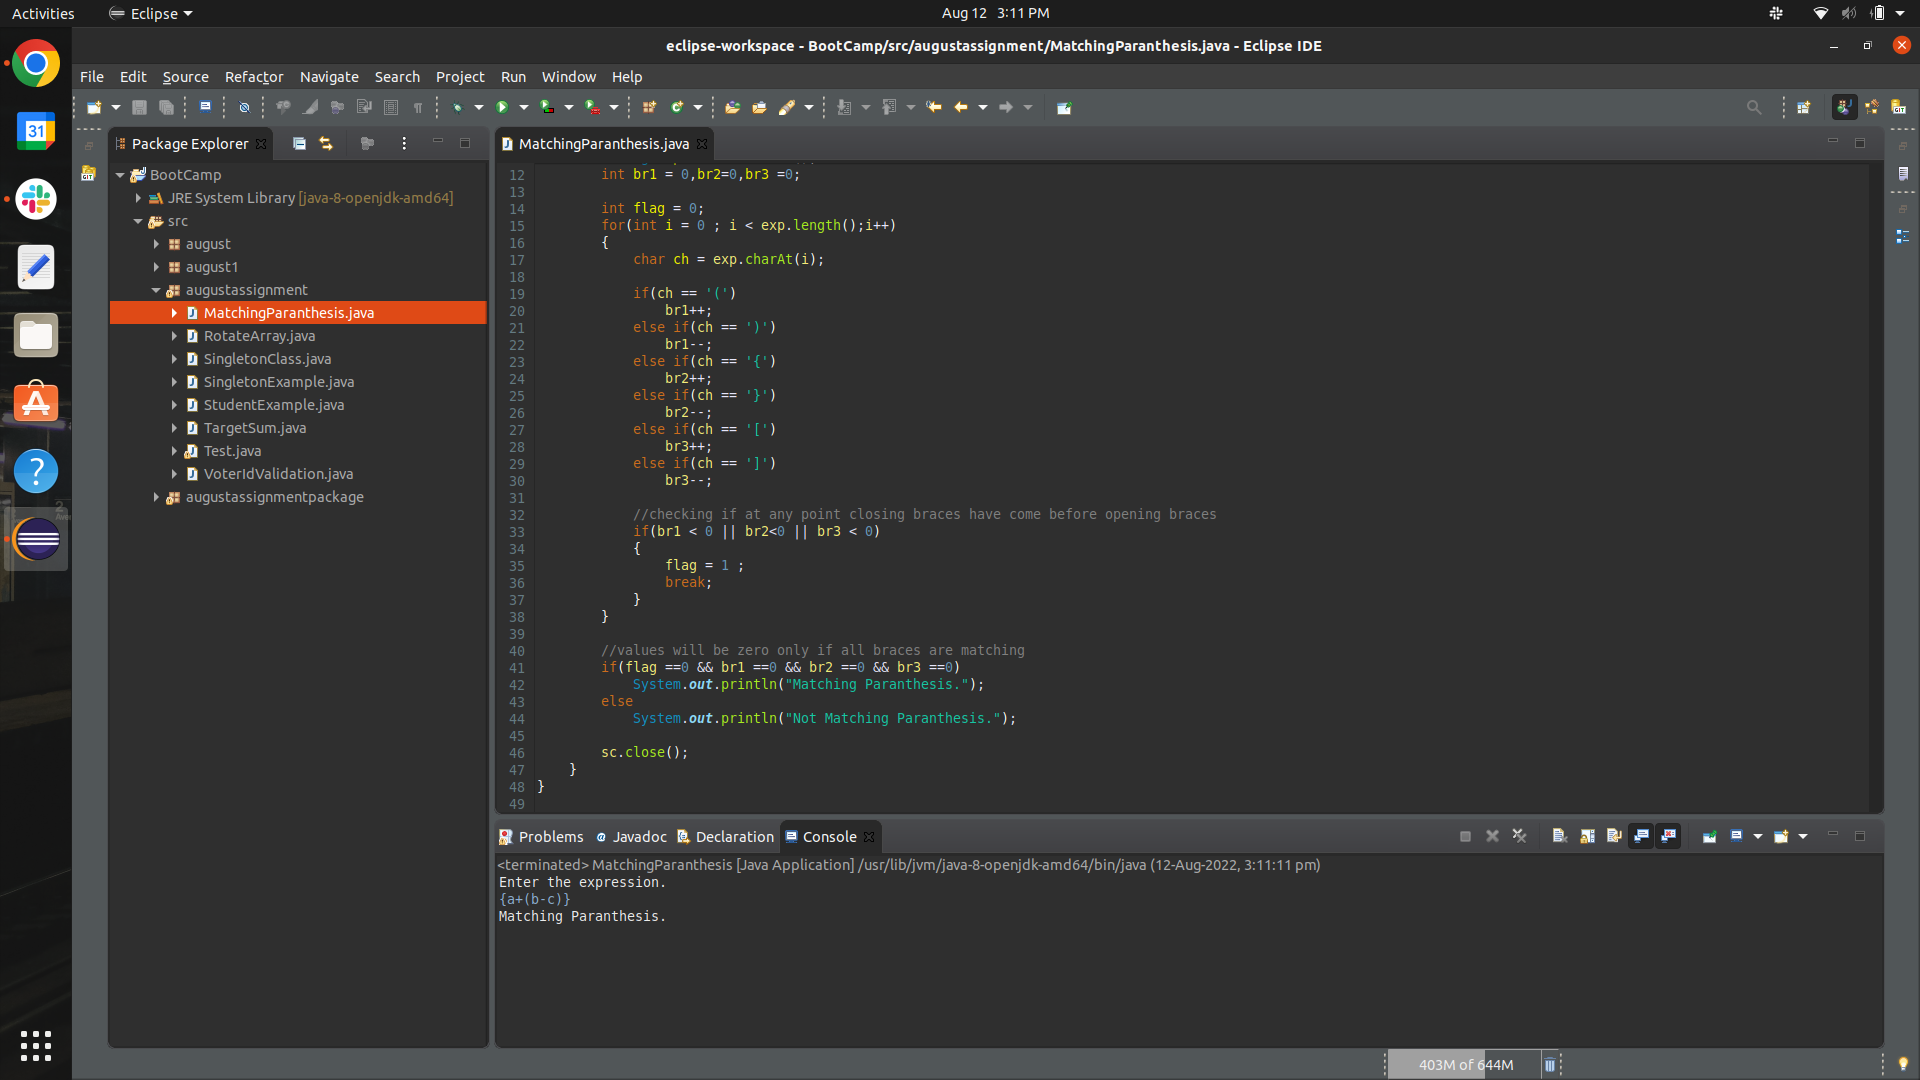 Activities
Eclipse
Aug 12 3:11 PM
eclipse-workspace - BootCamp/src/augustassignment/MatchingParanthesis.java - Eclipse IDE
File Edit Source Refactor Navigate Search Project Run Window Help
Package Explorer
BootCamp
JRE System Library [java-8-openjdk-amd64]
src
august
august1
augustassignment
MatchingParanthesis.java
RotateArray.java
SingletonClass.java
SingletonExample.java
StudentExample.java
TargetSum.java
Test.java
VoterIdValidation.java
augustassignmentpackage
MatchingParanthesis.java
12 int br1 = 0,br2=0,br3 =0;
13
14 int flag = 0;
15 for(int i = 0 ; i < exp.length();i++)
16 {
17 char ch = exp.charAt(i);
18
19 if(ch == '(')
20 br1++;
21 else if(ch == ')')
22 br1--;
23 else if(ch == '{')
24 br2++;
25 else if(ch == '}')
26 br2--;
27 else if(ch == '[')
28 br3++;
29 else if(ch == ']')
30 br3--;
31
32 //checking if at any point closing braces have come before opening braces
33 if(br1 < 0 || br2<0 || br3 < 0)
34 {
35 flag = 1 ;
36 break;
37 }
38 }
39
40 //values will be zero only if all braces are matching
41 if(flag ==0 && br1 ==0 && br2 ==0 && br3 ==0)
42 System.out.println("Matching Paranthesis.");
43 else
44 System.out.println("Not Matching Paranthesis.");
45
46 sc.close();
47 }
48 }
49
Problems Javadoc Declaration Console
<terminated> MatchingParanthesis [Java Application] /usr/lib/jvm/java-8-openjdk-amd64/bin/java (12-Aug-2022, 3:11:11 pm)
Enter the expression.
{a+(b-c)}
Matching Paranthesis.
403M of 644M
31